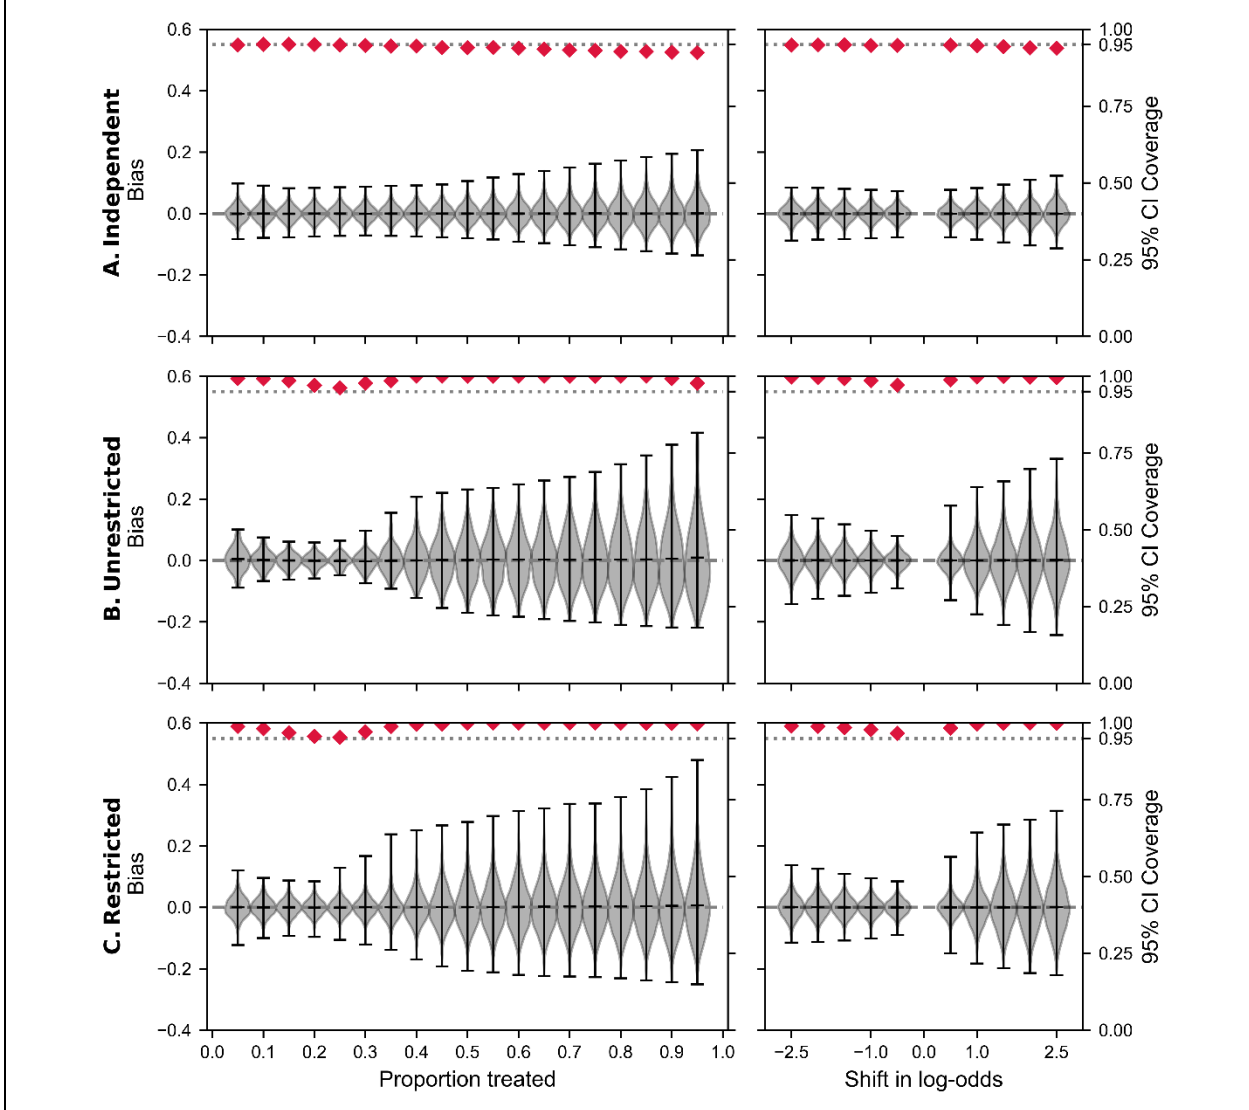 A. Independent
Bias
0.6
0.4
0.2
0.0
−0.2
−0.4
1.00
0.95
0.75
0.50
0.25
0.00
95% CI Coverage
B. Unrestricted
Bias
0.6
0.4
0.2
0.0
−0.2
−0.4
1.00
0.95
0.75
0.50
0.25
0.00
95% CI Coverage
C. Restricted
Bias
0.6
0.4
0.2
0.0
−0.2
−0.4
1.00
0.95
0.75
0.50
0.25
0.00
95% CI Coverage
0.0 0.1 0.2 0.3 0.4 0.5 0.6 0.7 0.8 0.9 1.0
Proportion treated
−2.5 −1.0 0.0 1.0 2.5
Shift in log-odds